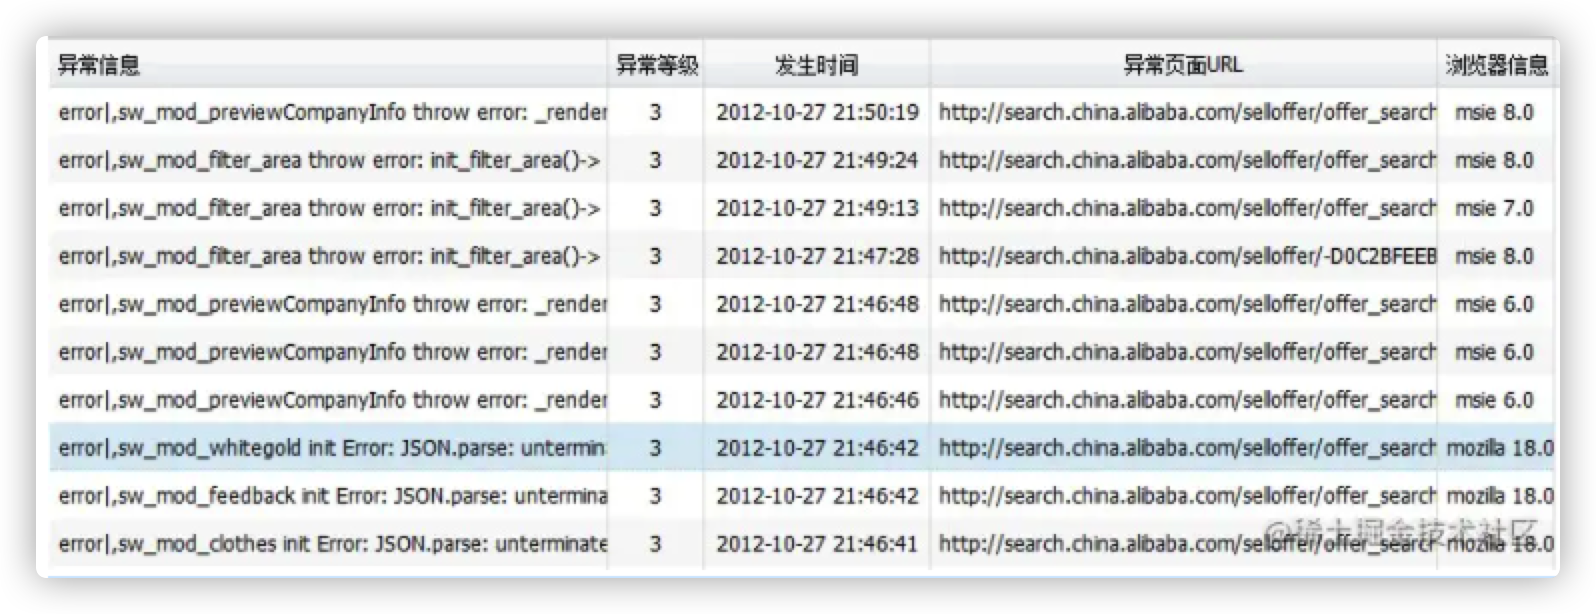 异常信息 异常等级 发生时间 异常页面URL 浏览器信息
error|,sw_mod_previewCompanyInfo throw error: _render 3 2012-10-27 21:50:19 http://search.china.alibaba.com/selloffer/offer_search msie 8.0
error|,sw_mod_filter_area throw error: init_filter_area()-> 3 2012-10-27 21:49:24 http://search.china.alibaba.com/selloffer/offer_search msie 8.0
error|,sw_mod_filter_area throw error: init_filter_area()-> 3 2012-10-27 21:49:13 http://search.china.alibaba.com/selloffer/offer_search msie 7.0
error|,sw_mod_filter_area throw error: init_filter_area()-> 3 2012-10-27 21:47:28 http://search.china.alibaba.com/selloffer/-D0C2BFEEB msie 8.0
error|,sw_mod_previewCompanyInfo throw error: _render 3 2012-10-27 21:46:48 http://search.china.alibaba.com/selloffer/offer_search msie 6.0
error|,sw_mod_previewCompanyInfo throw error: _render 3 2012-10-27 21:46:48 http://search.china.alibaba.com/selloffer/offer_search msie 6.0
error|,sw_mod_previewCompanyInfo throw error: _render 3 2012-10-27 21:46:46 http://search.china.alibaba.com/selloffer/offer_search msie 6.0
error|,sw_mod_whitegold init Error: JSON.parse: untermin 3 2012-10-27 21:46:42 http://search.china.alibaba.com/selloffer/offer_search mozilla 18.0
error|,sw_mod_feedback init Error: JSON.parse: untermina 3 2012-10-27 21:46:42 http://search.china.alibaba.com/selloffer/offer_search mozilla 18.0
error|,sw_mod_clothes init Error: JSON.parse: unterminate 3 2012-10-27 21:46:41 http://search.china.alibaba.com/selloffer/offer_search mozilla 18.0
@稀土掘金技术社区